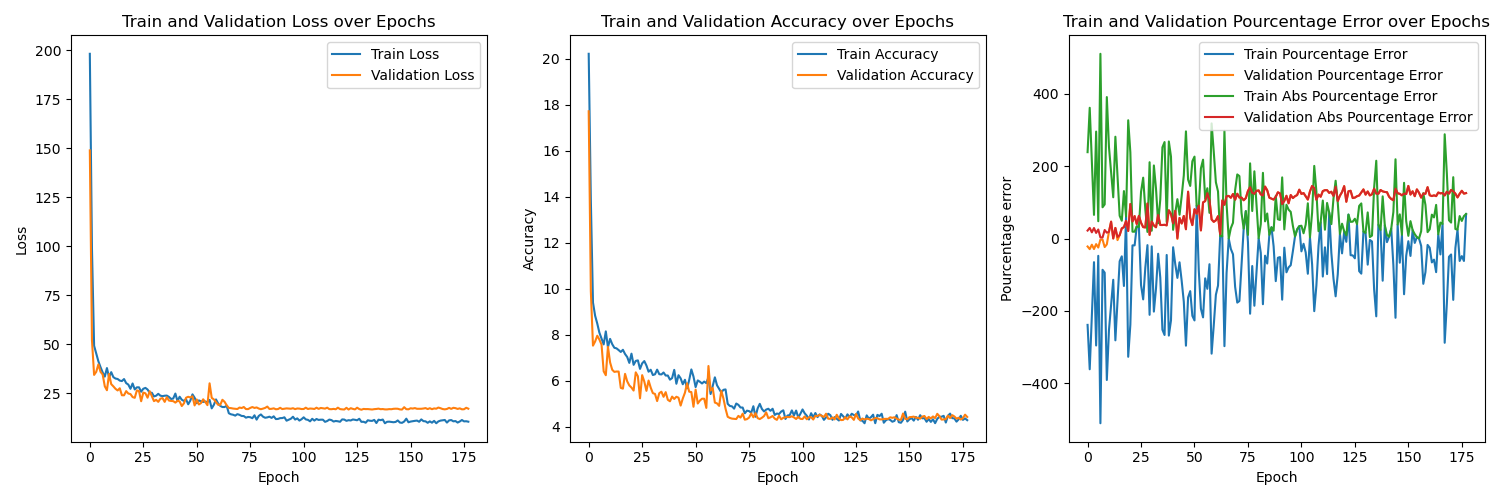 Train and Validation Loss over Epochs
Train Loss
Validation Loss
200
175
150
125
100
75
50
25
Loss
0 25 50 75 100 125 150 175
Epoch
Train and Validation Accuracy over Epochs
Train Accuracy
Validation Accuracy
20
18
16
14
12
10
8
6
4
Accuracy
0 25 50 75 100 125 150 175
Epoch
Train and Validation Pourcentage Error over Epochs
Train Pourcentage Error
Validation Pourcentage Error
Train Abs Pourcentage Error
Validation Abs Pourcentage Error
400
200
0
−200
−400
Pourcentage error
0 25 50 75 100 125 150 175
Epoch